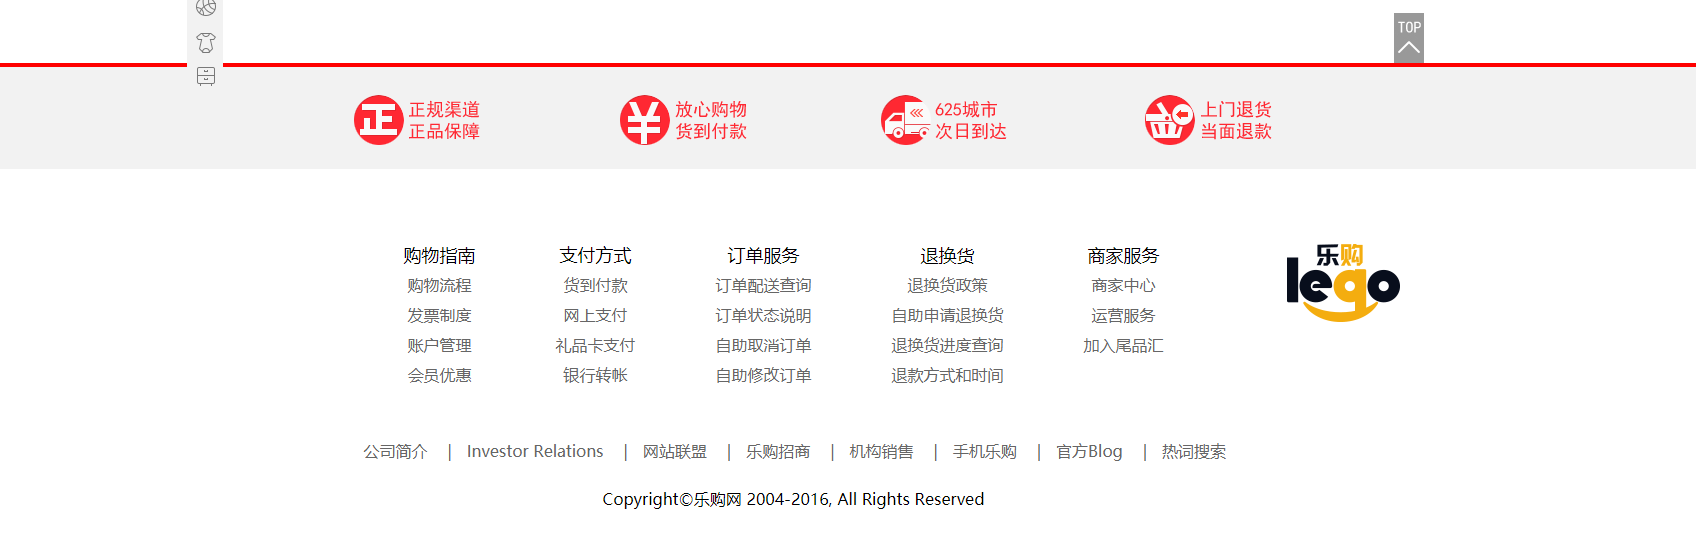 TOP
正
正规渠道
正品保障
¥
放心购物
货到付款
625城市
次日到达
上门退货
当面退款
购物指南
购物流程
发票制度
账户管理
会员优惠
支付方式
货到付款
网上支付
礼品卡支付
银行转帐
订单服务
订单配送查询
订单状态说明
自助取消订单
自助修改订单
退换货
退换货政策
自助申请退换货
退换货进度查询
退款方式和时间
商家服务
商家中心
运营服务
加入尾品汇
乐购
lego
公司简介 | Investor Relations | 网站联盟 | 乐购招商 | 机构销售 | 手机乐购 | 官方Blog | 热词搜索
Copyright©乐购网 2004-2016, All Rights Reserved